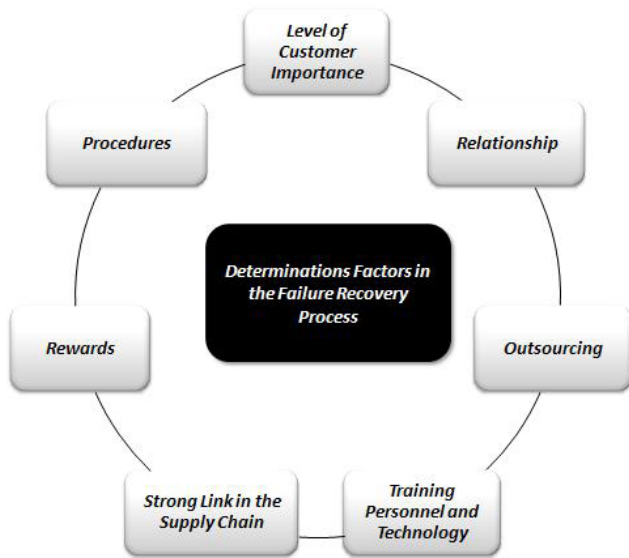 Level of
Customer
Importance
Procedures
Relationship
Determinations Factors in
the Failure Recovery
Process
Rewards
Outsourcing
Strong Link in the
Supply Chain
Training
Personnel and
Technology